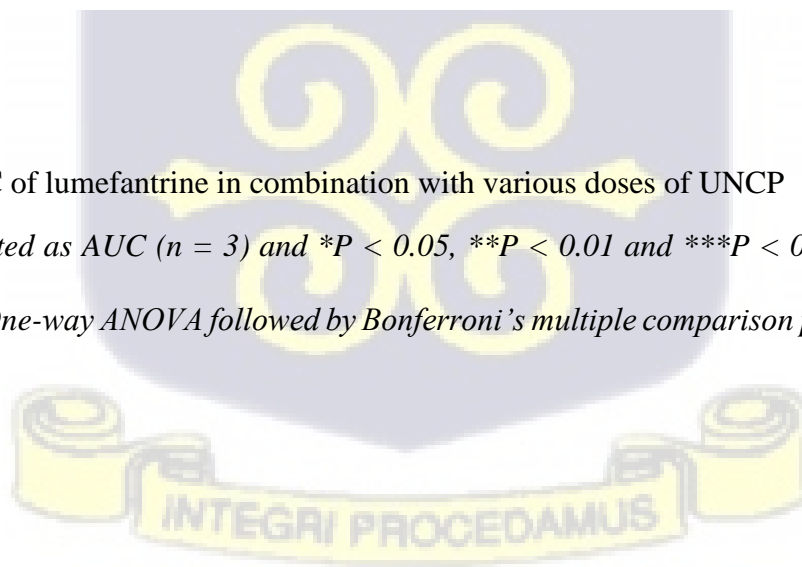 of lumefantrine in combination with various doses of UNCP
ted as AUC (n = 3) and *P < 0.05, **P < 0.01 and ***P < 0
One-way ANOVA followed by Bonferroni’s multiple comparison
INTEGRI PROCEDAMUS